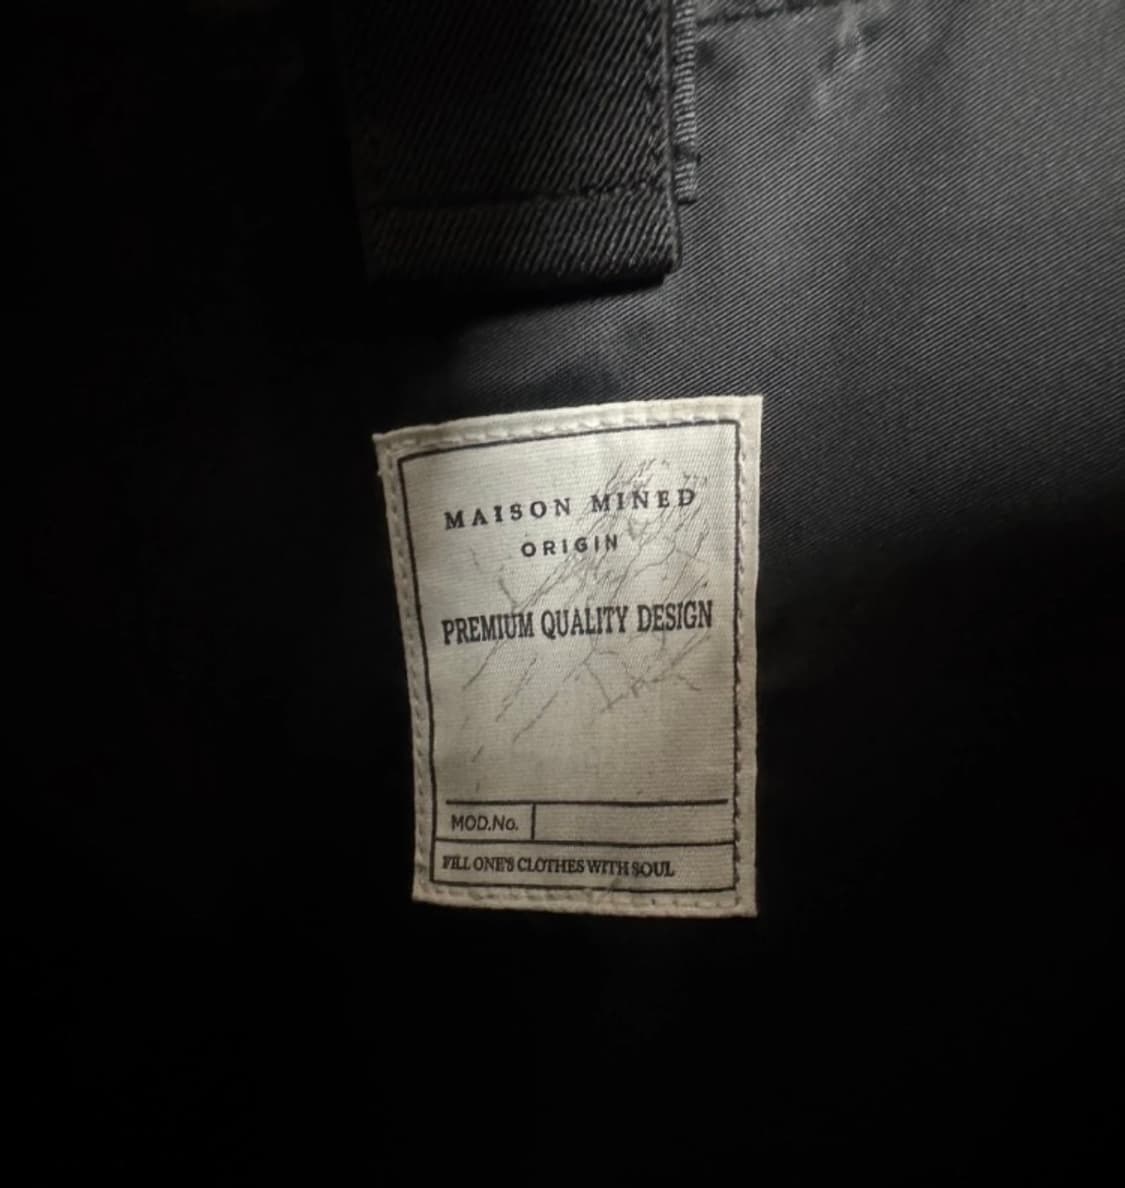 MAISON MINED
ORIGIN
PREMIUM QUALITY DESIGN
MOD.No.
FILL ONE'S CLOTHES WITH SOUL